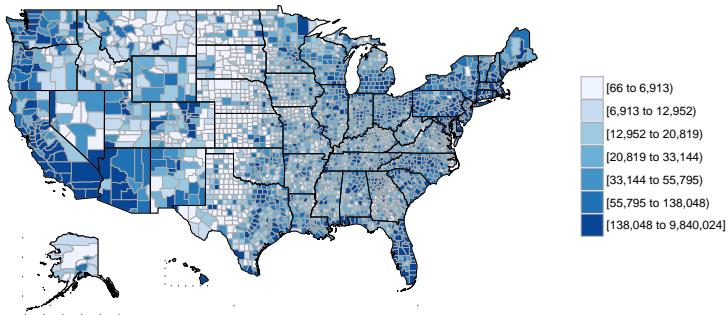 [66 to 6,913)
[6,913 to 12,952)
[12,952 to 20,819)
[20,819 to 33,144)
[33,144 to 55,795)
[55,795 to 138,048)
[138,048 to 9,840,024]